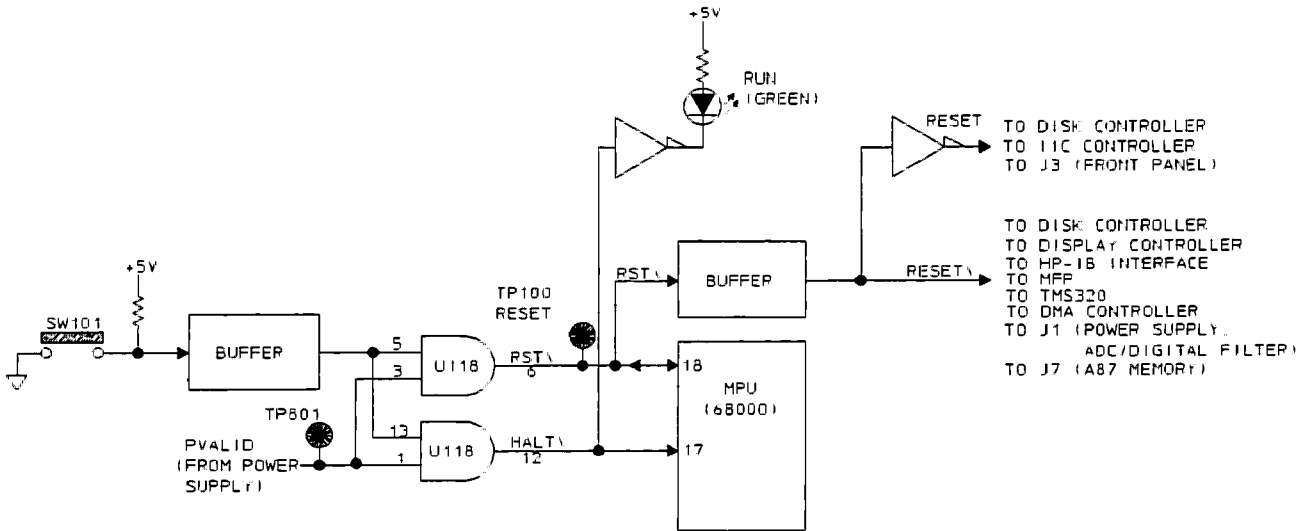 +5V
RUN
(GREEN)
RESET
TO DISK CONTROLLER
TO IIC CONTROLLER
TO J3 (FRONT PANEL)
+5V
SW101
BUFFER
TP801
PVALID
(FROM POWER
SUPPLY)
5
3
U118
RST\
6
13
1
U118
HALT\
12
TP100
RESET
RST\
BUFFER
18
MPU
(68000)
17
RESET\
TO DISK CONTROLLER
TO DISPLAY CONTROLLER
TO HP-IB INTERFACE
TO MFP
TO TMS320
TO DMA CONTROLLER
TO J1 (POWER SUPPLY,
ADC/DIGITAL FILTER)
TO J7 (A87 MEMORY)